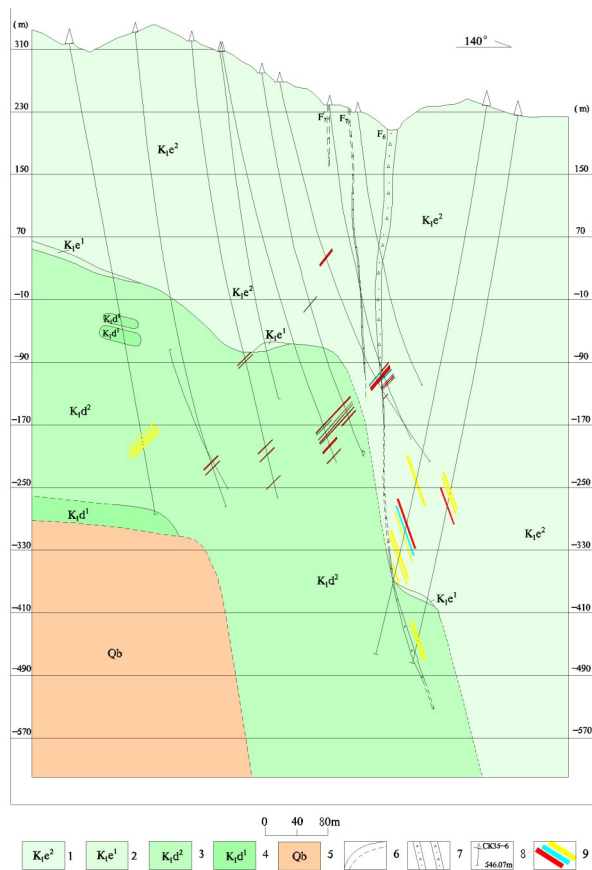 (m)
140°
310
230
(m)
230
F₇′
F₇
F₆
K₁e²
150
150
K₁e²
70
70
K₁e¹
K₁e²
−10
−10
K₁d¹
K₁d¹
K₁e¹
−90
−90
K₁d²
−170
−170
−250
−250
K₁d¹
−330
−330
K₁e²
K₁d²
K₁e¹
−410
−410
Qb
−490
−490
−570
−570
0 40 80m
K₁e² 1 K₁e¹ 2 K₁d² 3 K₁d¹ 4 Qb 5 6 7 CK35-6 546.07m 8 9